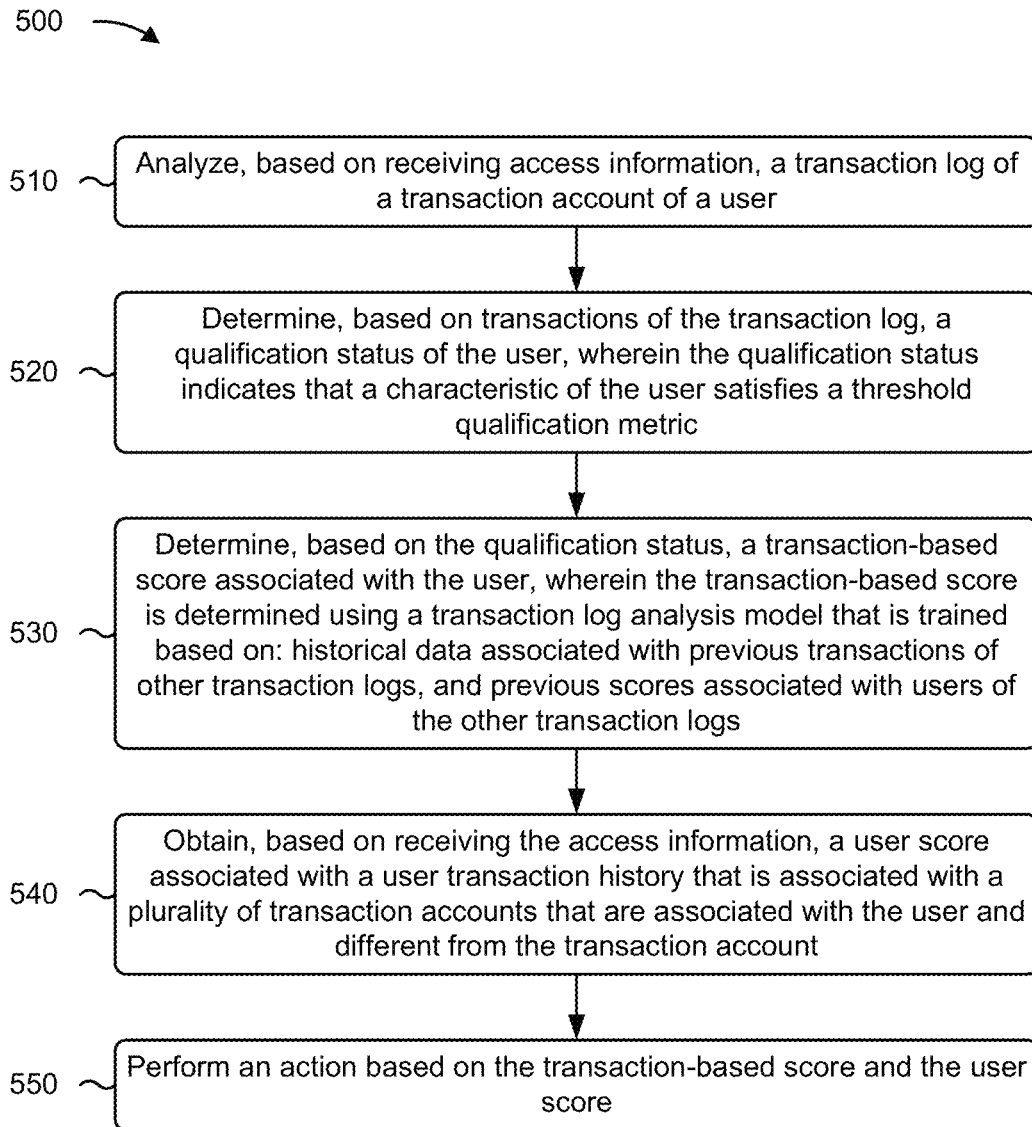 500
510
Analyze, based on receiving access information, a transaction log of
a transaction account of a user
520
Determine, based on transactions of the transaction log, a
qualification status of the user, wherein the qualification status
indicates that a characteristic of the user satisfies a threshold
qualification metric
530
Determine, based on the qualification status, a transaction-based
score associated with the user, wherein the transaction-based score
is determined using a transaction log analysis model that is trained
based on: historical data associated with previous transactions of
other transaction logs, and previous scores associated with users of
the other transaction logs
540
Obtain, based on receiving the access information, a user score
associated with a user transaction history that is associated with a
plurality of transaction accounts that are associated with the user and
different from the transaction account
550
Perform an action based on the transaction-based score and the user
score